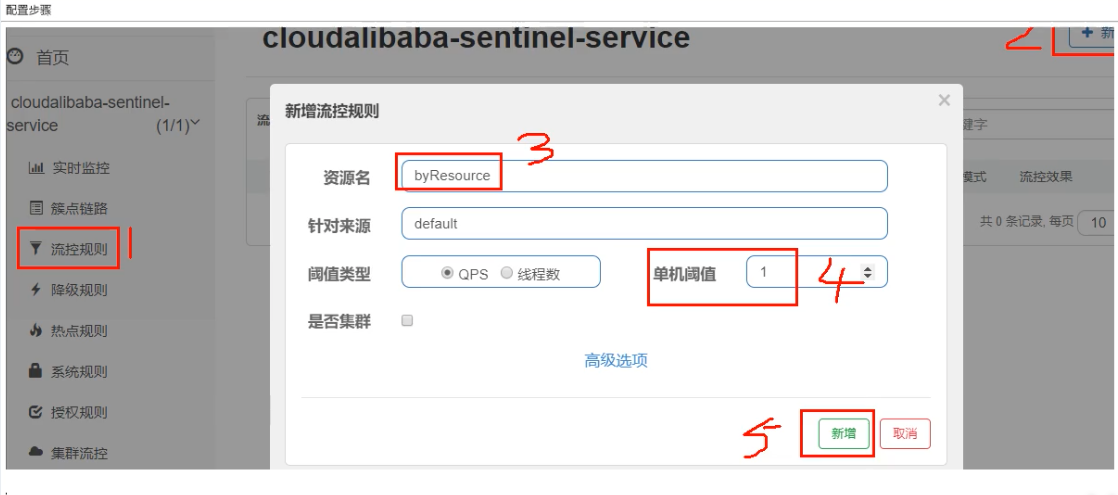 配置步骤
cloudalibaba-sentinel-service
2
+ 新
首页
cloudalibaba-sentinel-
service (1/1)
实时监控
簇点链路
流控规则 1
降级规则
热点规则
系统规则
授权规则
集群流控
流
键字
模式 流控效果
共 0 条记录, 每页 10
新增流控规则 ×
3
资源名 byResource
针对来源 default
阈值类型 QPS 线程数 单机阈值 1 4
是否集群
高级选项
5 新增 取消